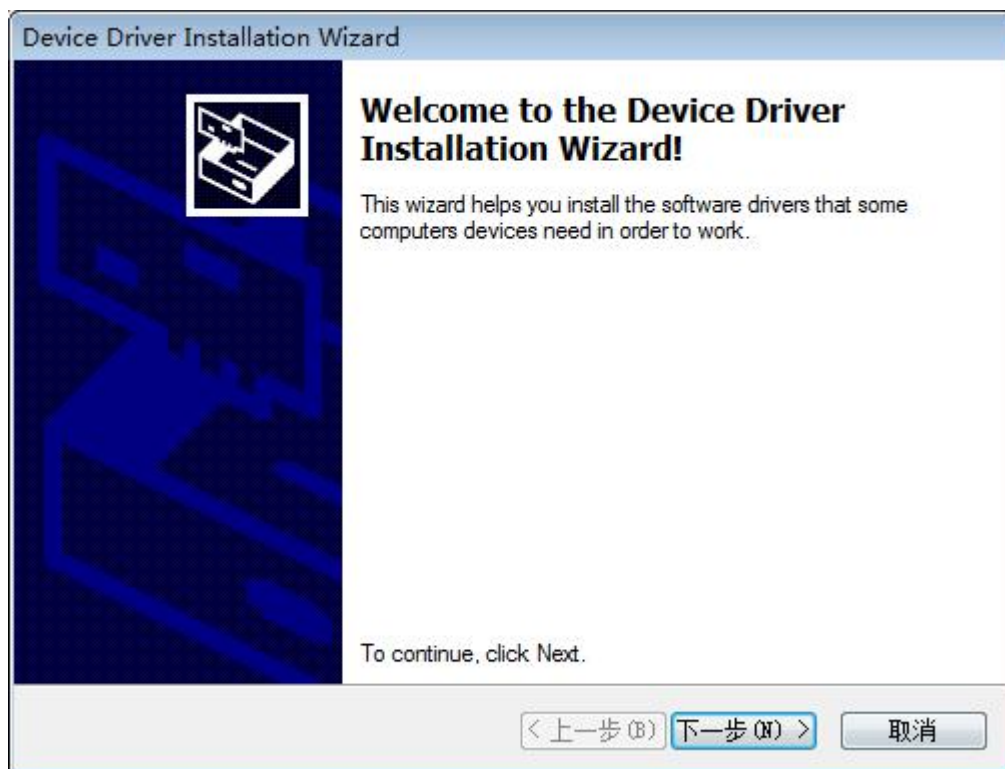 Device Driver Installation Wizard
Welcome to the Device Driver
Installation Wizard!
This wizard helps you install the software drivers that some
computers devices need in order to work.
To continue, click Next.
< 上一步(B) 下一步(N) > 取消